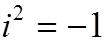 i² = −1